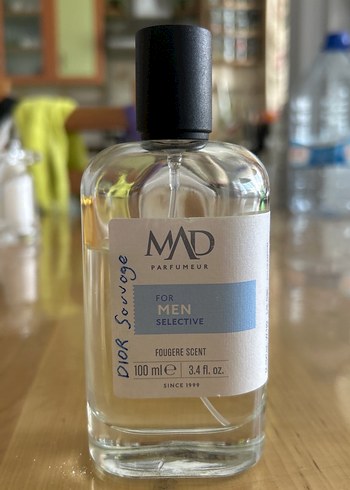 MAD
PARFUMEUR
FOR
MEN
SELECTIVE
FOUGERE SCENT
100 ml ℮ 3.4 fl. oz.
SINCE 1999
DIOR Sauvage